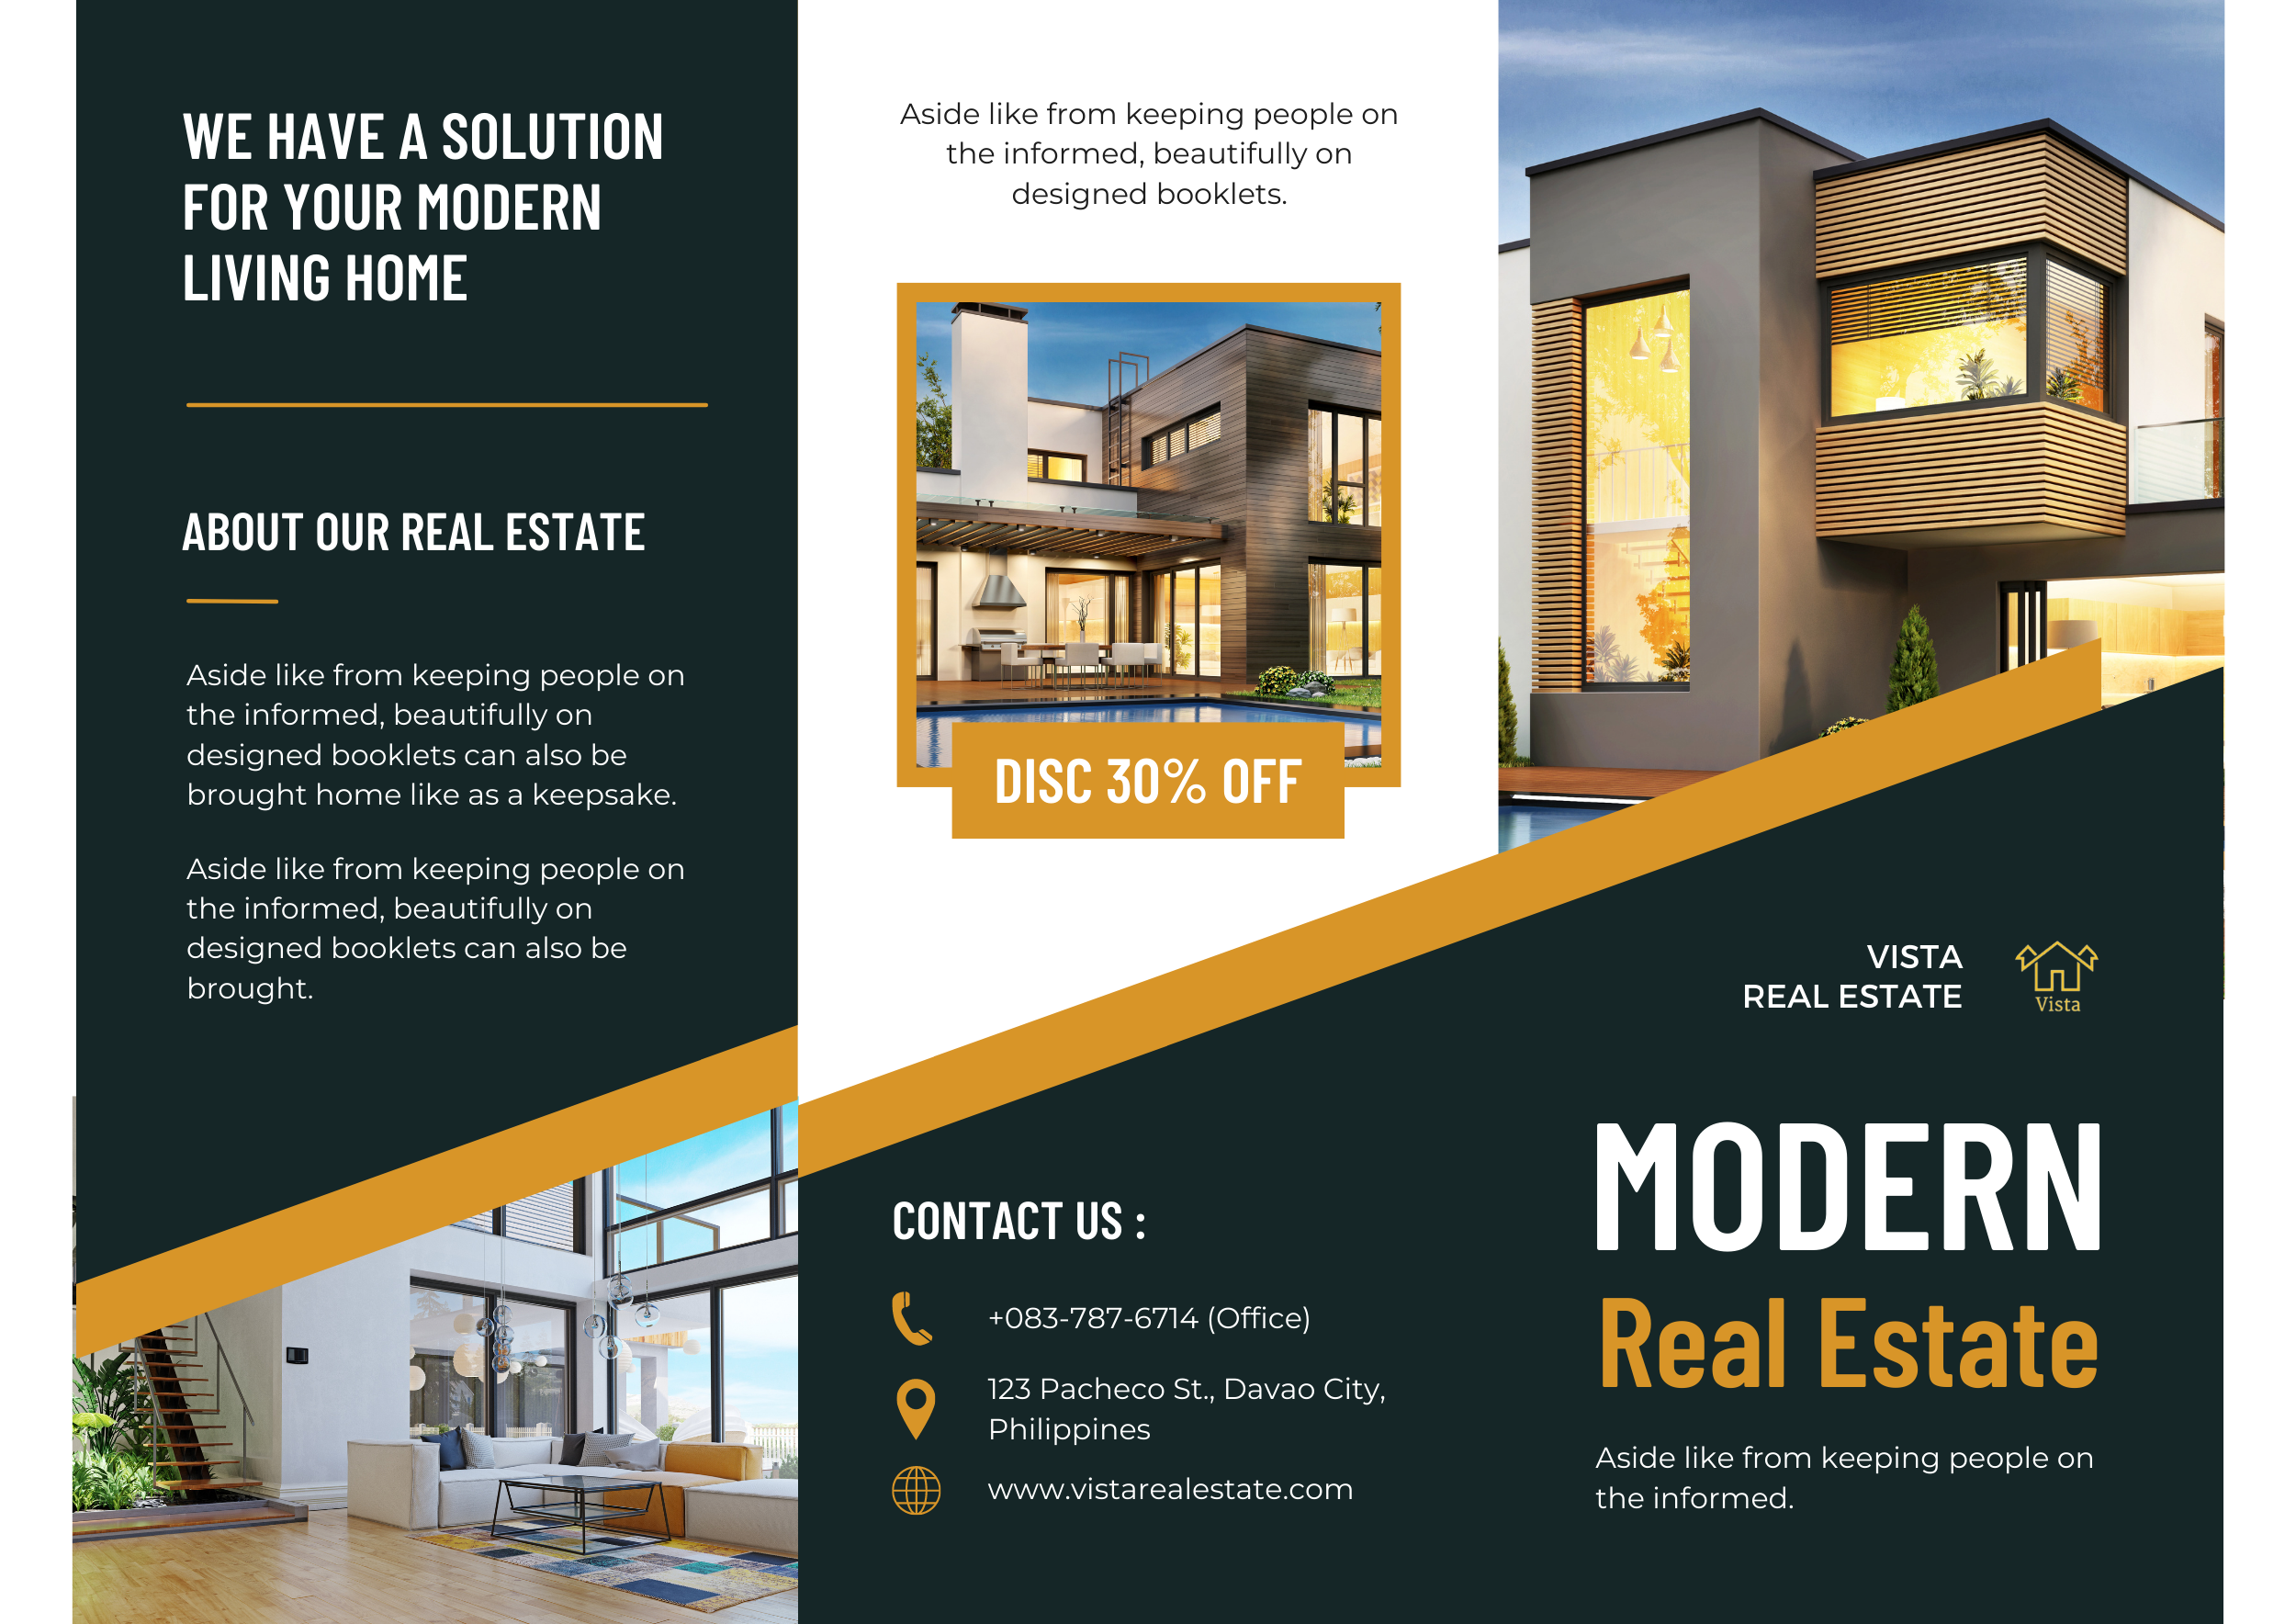 WE HAVE A SOLUTION
FOR YOUR MODERN
LIVING HOME
ABOUT OUR REAL ESTATE
Aside like from keeping people on
the informed, beautifully on
designed booklets can also be
brought home like as a keepsake.
Aside like from keeping people on
the informed, beautifully on
designed booklets can also be
brought.
Aside like from keeping people on
the informed, beautifully on
designed booklets.
DISC 30% OFF
CONTACT US :
+083-787-6714 (Office)
123 Pacheco St., Davao City,
Philippines
www.vistarealestate.com
VISTA
REAL ESTATE
Vista
MODERN
Real Estate
Aside like from keeping people on
the informed.